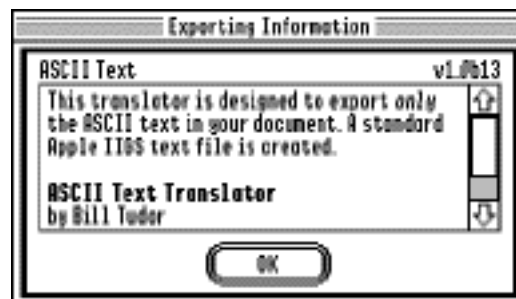 Exporting Information
ASCII Text v1.0b13
This translator is designed to export only
the ASCII text in your document. A standard
Apple IIGS text file is created.
ASCII Text Translator
by Bill Tudor
OK